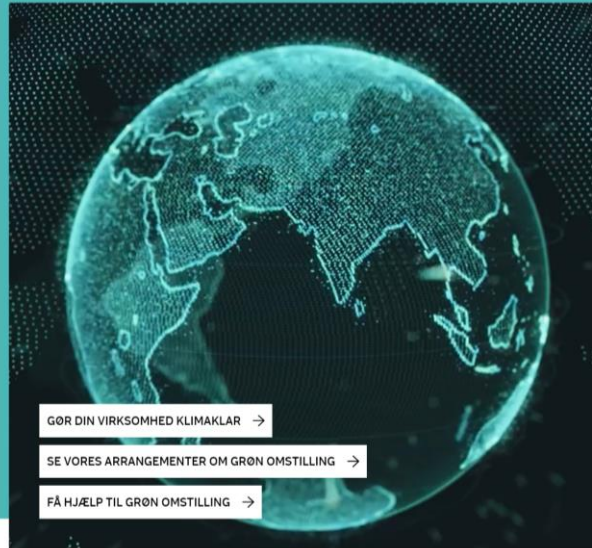 GØR DIN VIRKSOMHED KLIMAKLAR →
SE VORES ARRANGEMENTER OM GRØN OMSTILLING →
FÅ HJÆLP TIL GRØN OMSTILLING →